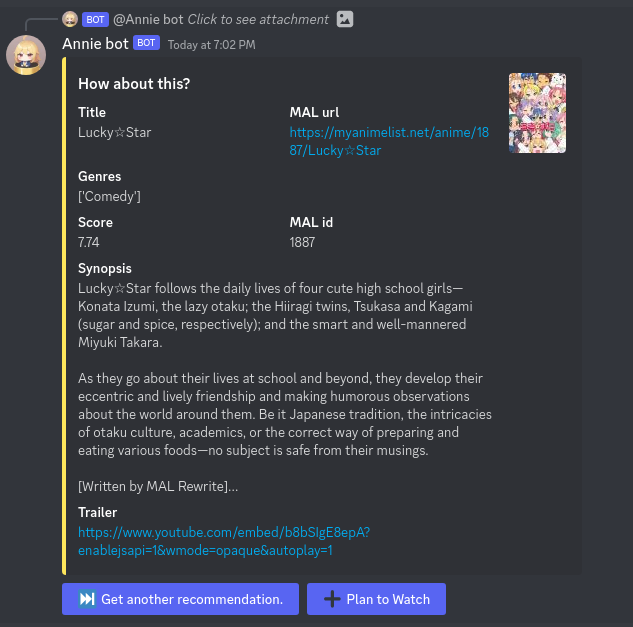 BOT @Annie bot Click to see attachment
Annie bot BOT Today at 7:02 PM
How about this?
Title
Lucky☆Star
MAL url
https://myanimelist.net/anime/18
87/Lucky☆Star
Genres
['Comedy']
Score
7.74
MAL id
1887
Synopsis
Lucky☆Star follows the daily lives of four cute high school girls—
Konata Izumi, the lazy otaku; the Hiiragi twins, Tsukasa and Kagami
(sugar and spice, respectively); and the smart and well-mannered
Miyuki Takara.
As they go about their lives at school and beyond, they develop their
eccentric and lively friendship and making humorous observations
about the world around them. Be it Japanese tradition, the intricacies
of otaku culture, academics, or the correct way of preparing and
eating various foods—no subject is safe from their musings.
[Written by MAL Rewrite]...
Trailer
https://www.youtube.com/embed/b8bSIgE8epA?
enablejsapi=1&wmode=opaque&autoplay=1
Get another recommendation.
Plan to Watch